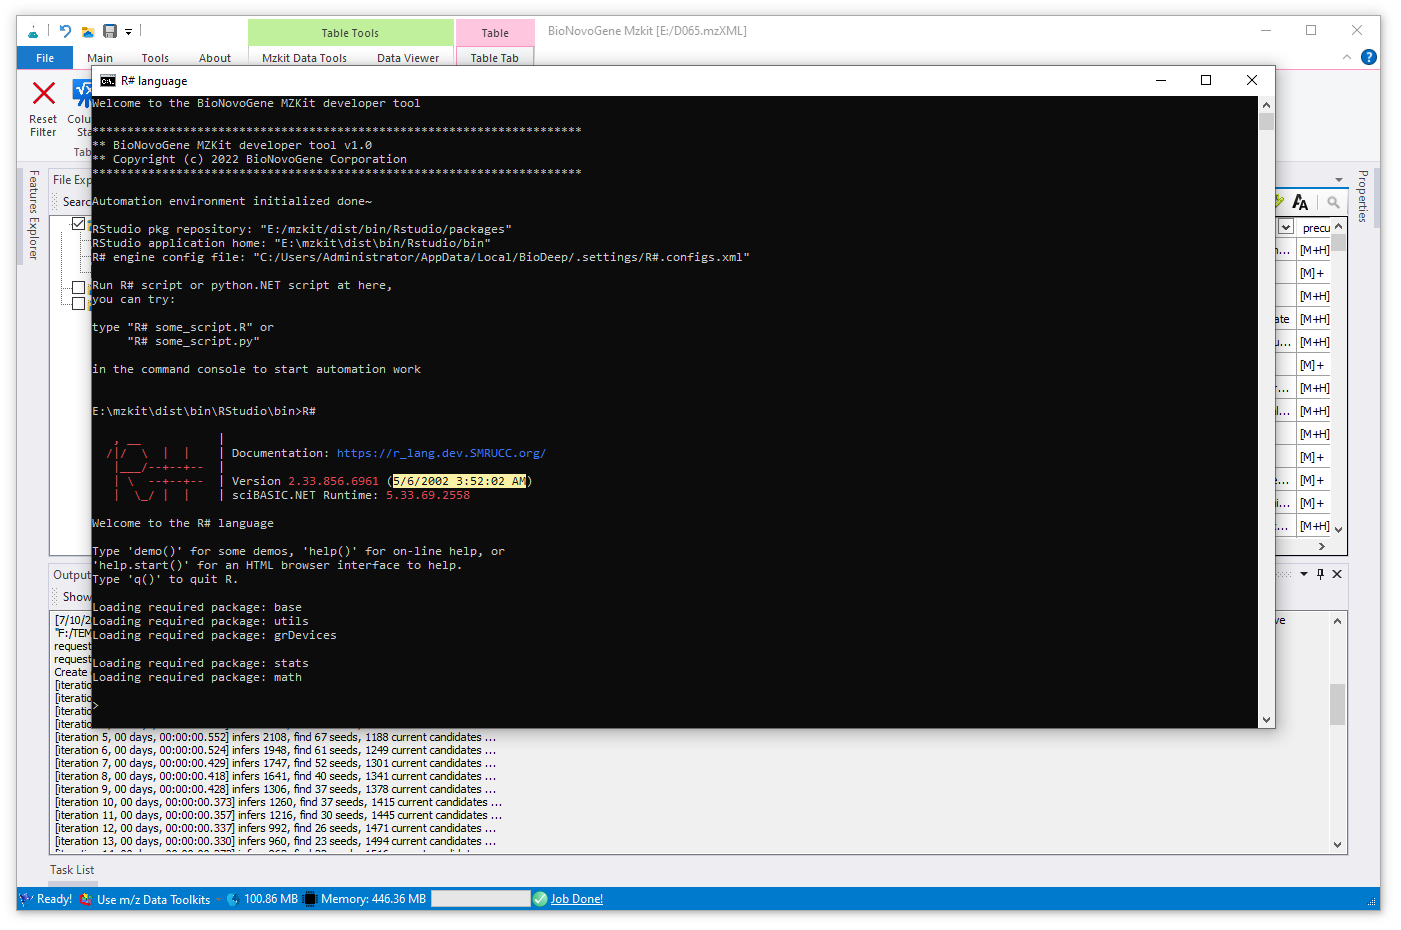 Table Tools
Table
BioNovoGene Mzkit [E:/D065.mzXML]
File
Main
Tools
About
Mzkit Data Tools
Data Viewer
Table Tab
R# language
Reset
Filter
Features Explorer
File Exp
Searc
Properties
Welcome to the BioNovoGene MZKit developer tool
**********************************************************************
** BioNovoGene MZKit developer tool v1.0
** Copyright (c) 2022 BioNovoGene Corporation
**********************************************************************
Automation environment initialized done~
RStudio pkg repository: "E:/mzkit/dist/bin/Rstudio/packages"
RStudio application home: "E:\mzkit\dist\bin/Rstudio/bin"
R# engine config file: "C:/Users/Administrator/AppData/Local/BioDeep/.settings/R#.configs.xml"
Run R# script or python.NET script at here,
you can try:
type "R# some_script.R" or
"R# some_script.py"
in the command console to start automation work
E:\mzkit\dist\bin\RStudio\bin>R#
Documentation: https://r_lang.dev.SMRUCC.org/
Version 2.33.856.6961 (5/6/2002 3:52:02 AM)
sciBASIC.NET Runtime: 5.33.69.2558
Welcome to the R# language
Type 'demo()' for some demos, 'help()' for on-line help, or
'help.start()' for an HTML browser interface to help.
Type 'q()' to quit R.
Loading required package: base
Loading required package: utils
Loading required package: grDevices
Loading required package: stats
Loading required package: math
>
precu
[M+H]
[M]+
[M+H]
ate [M+H]
u... [M+H]
[M]+
r... [M+H]
l... [M+H]
[M+H]
[M]+
e... [M]+
i... [M]+
c... [M+H]
Output
Show
[7/10/2
"F:/TEM
request
request
Create
[iteratio
[iteratio
[iteratio
[iteratio
[iteration 5, 00 days, 00:00:00.552] infers 2108, find 67 seeds, 1188 current candidates ...
[iteration 6, 00 days, 00:00:00.524] infers 1948, find 61 seeds, 1249 current candidates ...
[iteration 7, 00 days, 00:00:00.429] infers 1747, find 52 seeds, 1301 current candidates ...
[iteration 8, 00 days, 00:00:00.418] infers 1641, find 40 seeds, 1341 current candidates ...
[iteration 9, 00 days, 00:00:00.428] infers 1306, find 37 seeds, 1378 current candidates ...
[iteration 10, 00 days, 00:00:00.373] infers 1260, find 37 seeds, 1415 current candidates ...
[iteration 11, 00 days, 00:00:00.357] infers 1216, find 30 seeds, 1445 current candidates ...
[iteration 12, 00 days, 00:00:00.337] infers 992, find 26 seeds, 1471 current candidates ...
[iteration 13, 00 days, 00:00:00.330] infers 960, find 23 seeds, 1494 current candidates ...
Task List
Ready!
Use m/z Data Toolkits
100.86 MB
Memory: 446.36 MB
Job Done!